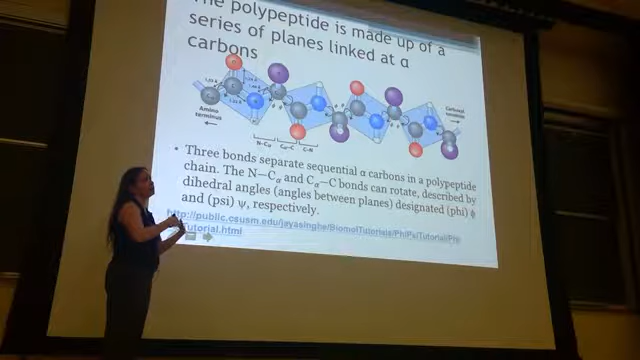 The polypeptide is made up of a
series of planes linked at α
carbons
Amino
terminus
Carboxyl
terminus
N-Cα Cα-C C-N
• Three bonds separate sequential α carbons in a polypeptide
chain. The N—Cα and Cα—C bonds can rotate, described by
dihedral angles (angles between planes) designated (phi) ϕ
and (psi) ψ, respectively.
http://public.csusm.edu/jayasinghe/BiomolTutorials/PhiPsiTutorial/Phi
Tutorial.html